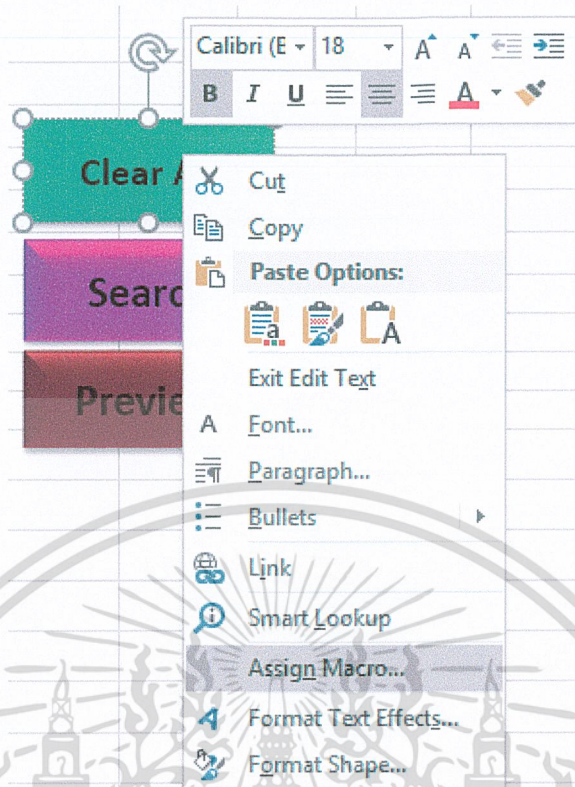 Calibri (E 18 A A
B I U A
Clear A
Cut
Copy
Searc
Paste Options:
a A
Exit Edit Text
Previe
A Font...
Paragraph...
Bullets
Link
Smart Lookup
Assign Macro...
A Format Text Effects...
Format Shape...